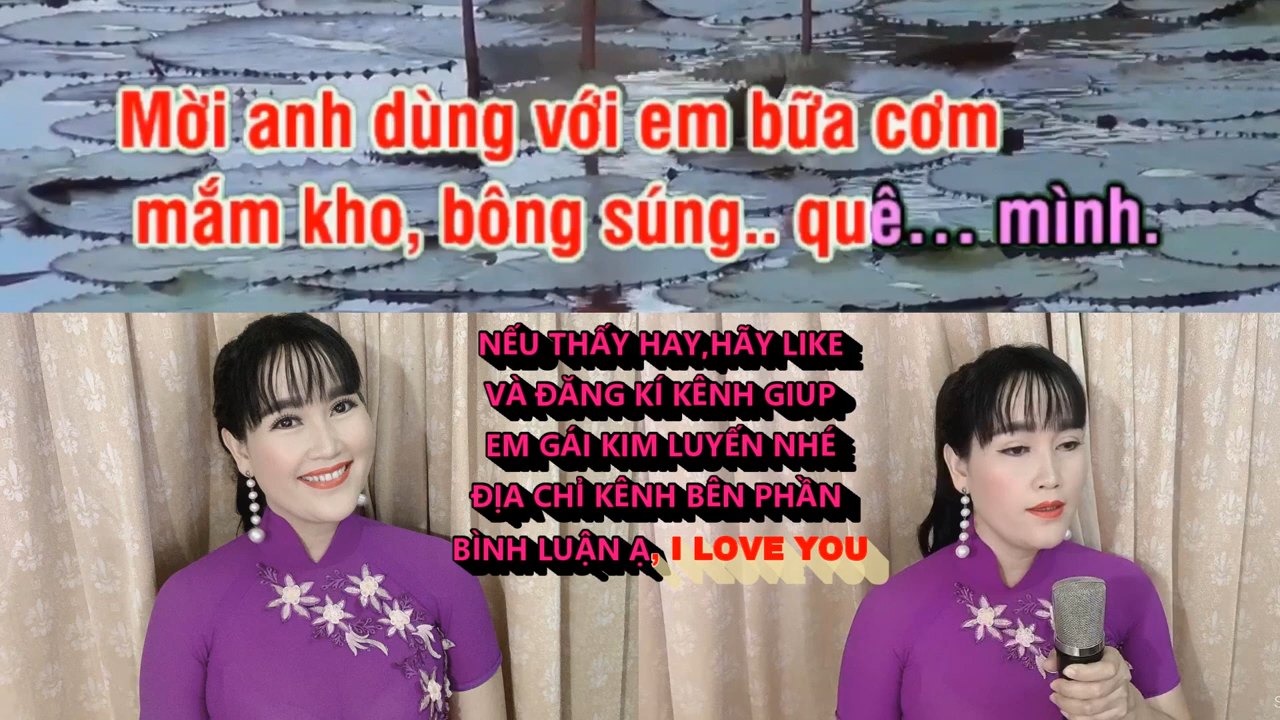 Mời anh dùng với em bữa cơm
mắm kho, bông súng.. quê... mình.
NẾU THẤY HAY,HÃY LIKE
VÀ ĐĂNG KÍ KÊNH GIUP
EM GÁI KIM LUYẾN NHÉ
ĐỊA CHỈ KÊNH BÊN PHẦN
BÌNH LUẬN Ạ, I LOVE YOU